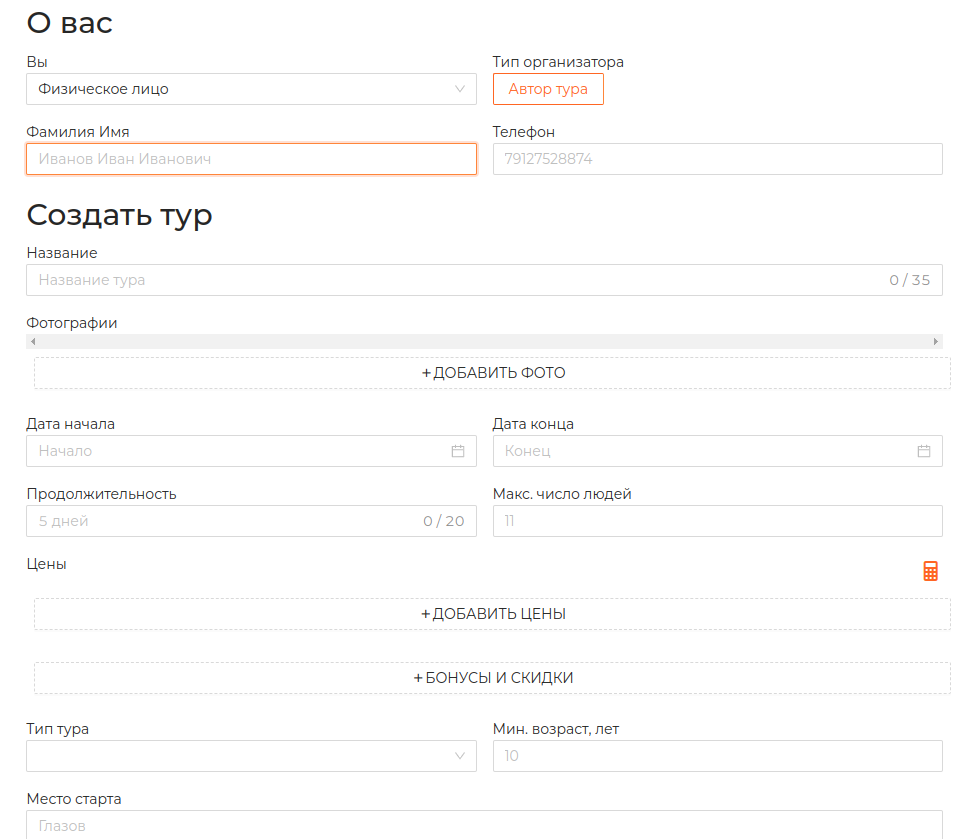 О вас
Вы
Тип организатора
Физическое лицо
Автор тура
Фамилия Имя
Телефон
Иванов Иван Иванович
79127528874
Создать тур
Название
Название тура 0 / 35
Фотографии
+ДОБАВИТЬ ФОТО
Дата начала
Дата конца
Начало
Конец
Продолжительность
Макс. число людей
5 дней 0 / 20
11
Цены
+ДОБАВИТЬ ЦЕНЫ
+БОНУСЫ И СКИДКИ
Тип тура
Мин. возраст, лет
10
Место старта
Глазов